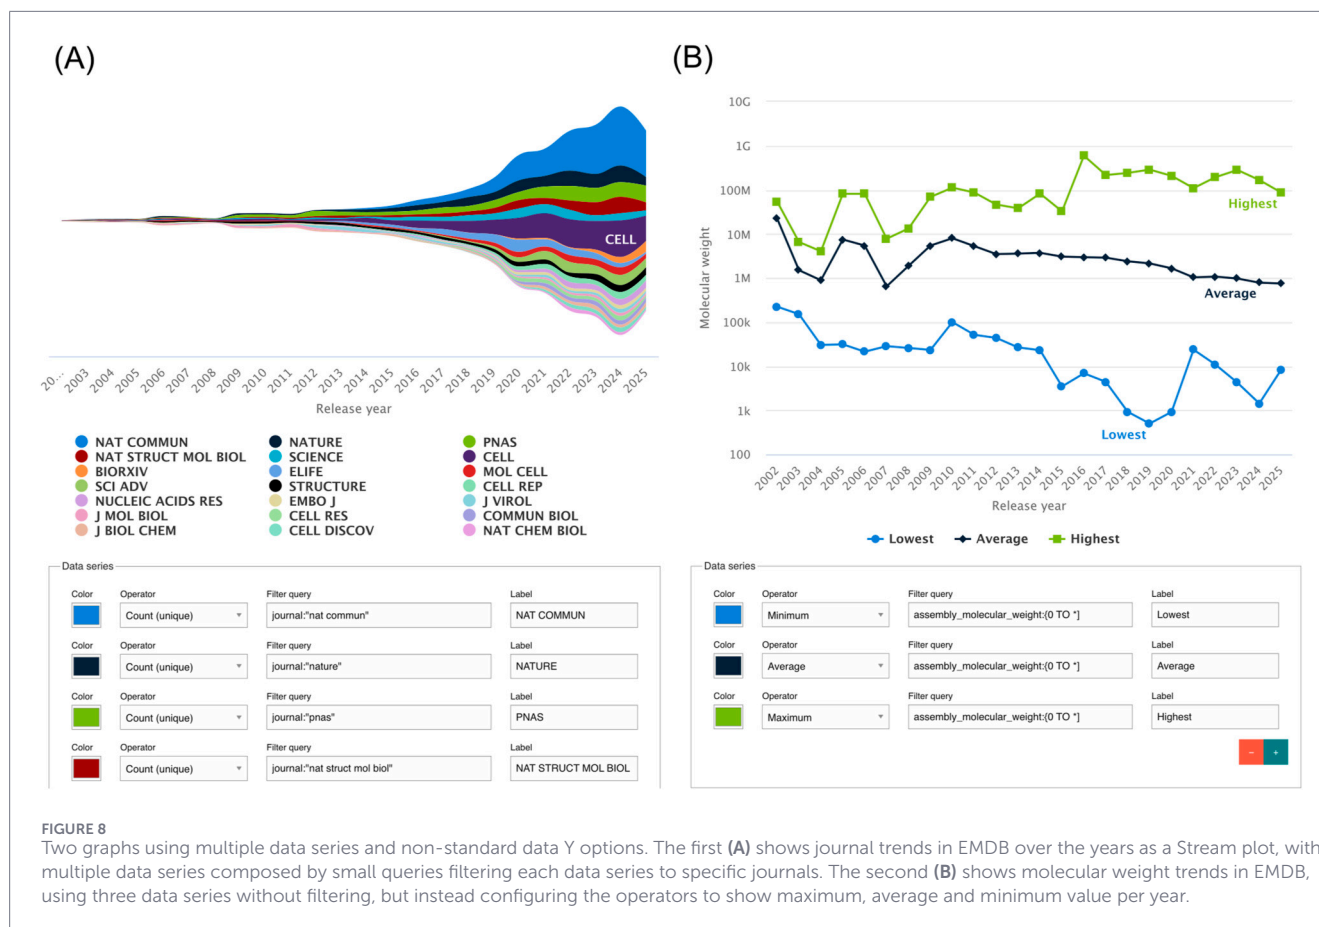 (A)
CELL
20...
2003
2004
2005
2006
2007
2008
2009
2010
2011
2012
2013
2014
2015
2016
2017
2018
2019
2020
2021
2022
2023
2024
2025
Release year
NAT COMMUN NATURE PNAS
NAT STRUCT MOL BIOL SCIENCE CELL
BIORXIV ELIFE MOL CELL
SCI ADV STRUCTURE CELL REP
NUCLEIC ACIDS RES EMBO J J VIROL
J MOL BIOL CELL RES COMMUN BIOL
J BIOL CHEM CELL DISCOV NAT CHEM BIOL
Data series
Color Operator Filter query Label
Count (unique) journal:"nat commun" NAT COMMUN
Color Operator Filter query Label
Count (unique) journal:"nature" NATURE
Color Operator Filter query Label
Count (unique) journal:"pnas" PNAS
Color Operator Filter query Label
Count (unique) journal:"nat struct mol biol" NAT STRUCT MOL BIOL
(B)
Molecular weight
10G
1G
100M
10M
1M
100k
10k
1k
100
Highest
Average
Lowest
2002
2003
2004
2005
2006
2007
2008
2009
2010
2011
2012
2013
2014
2015
2016
2017
2018
2019
2020
2021
2022
2023
2024
2025
Release year
Lowest Average Highest
Data series
Color Operator Filter query Label
Minimum assembly_molecular_weight:{0 TO *] Lowest
Color Operator Filter query Label
Average assembly_molecular_weight:{0 TO *] Average
Color Operator Filter query Label
Maximum assembly_molecular_weight:{0 TO *] Highest
- +
FIGURE 8
Two graphs using multiple data series and non-standard data Y options. The first (A) shows journal trends in EMDB over the years as a Stream plot, with
multiple data series composed by small queries filtering each data series to specific journals. The second (B) shows molecular weight trends in EMDB,
using three data series without filtering, but instead configuring the operators to show maximum, average and minimum value per year.